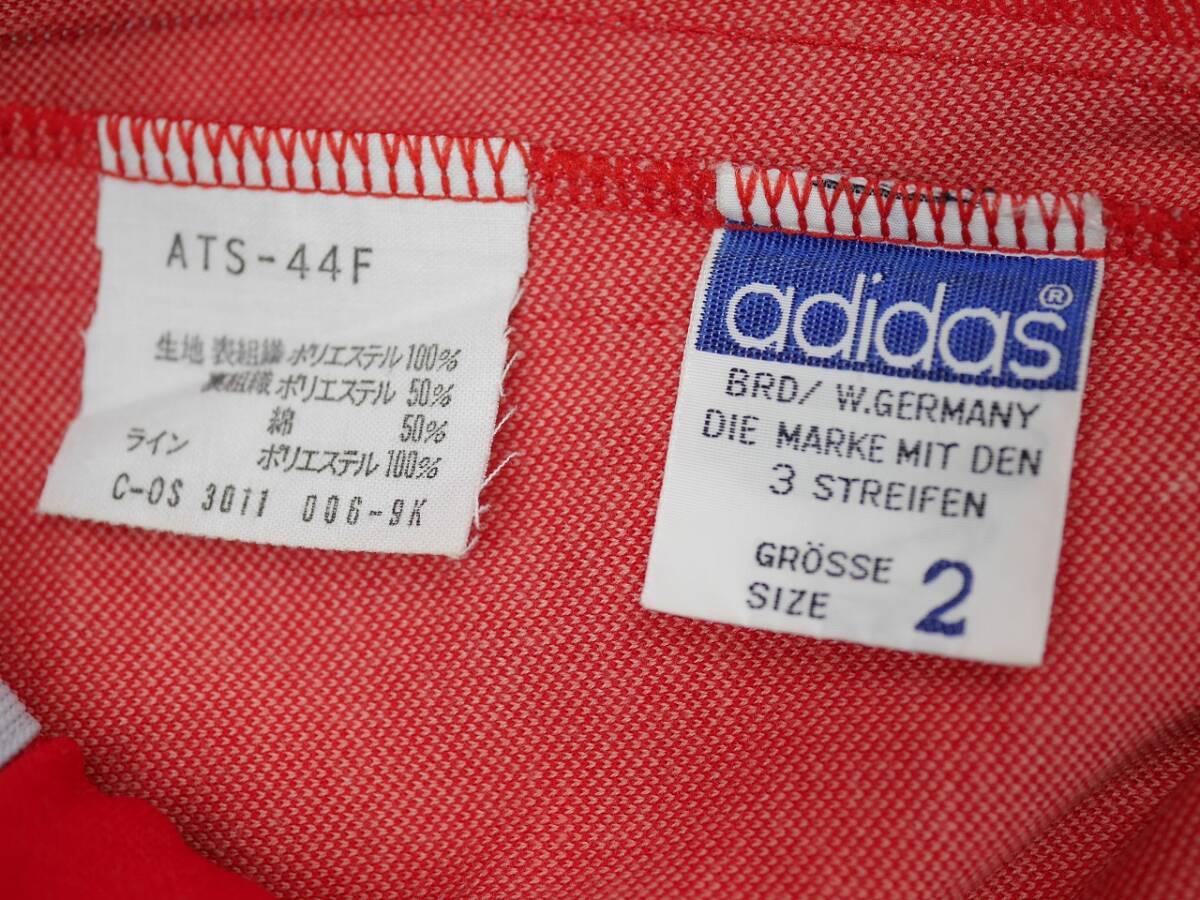 ATS-44F
生地 表組織 ポリエステル 100%
裏組織 ポリエステル 50%
綿 50%
ライン ポリエステル 100%
C-OS 3011 006-9K
adidas®
BRD/ W.GERMANY
DIE MARKE MIT DEN
3 STREIFEN
GRÖSSE
SIZE 2